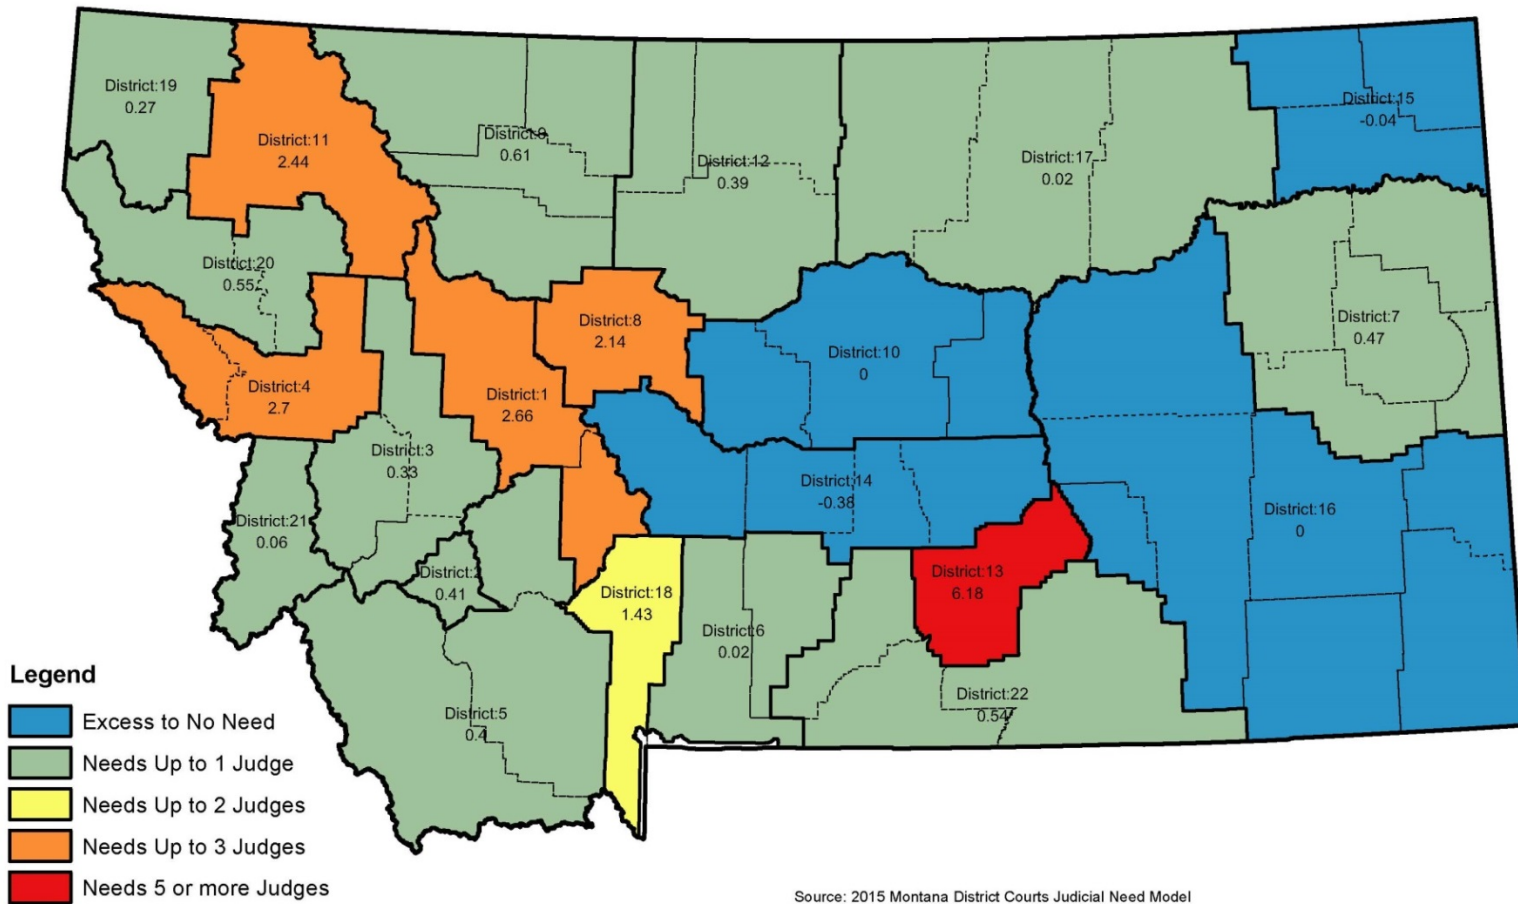 District:19
0.27
District:11
2.44
District:9
0.61
District:12
0.39
District:17
0.02
District:15
-0.04
District:20
0.55
District:8
2.14
District:10
0
District:7
0.47
District:4
2.7
District:1
2.66
District:3
0.33
District:14
-0.38
District:16
0
District:21
0.06
District:2
0.41
District:18
1.43
District:13
6.18
District:6
0.02
District:5
0.4
District:22
0.54
Legend
Excess to No Need
Needs Up to 1 Judge
Needs Up to 2 Judges
Needs Up to 3 Judges
Needs 5 or more Judges
Source: 2015 Montana District Courts Judicial Need Model